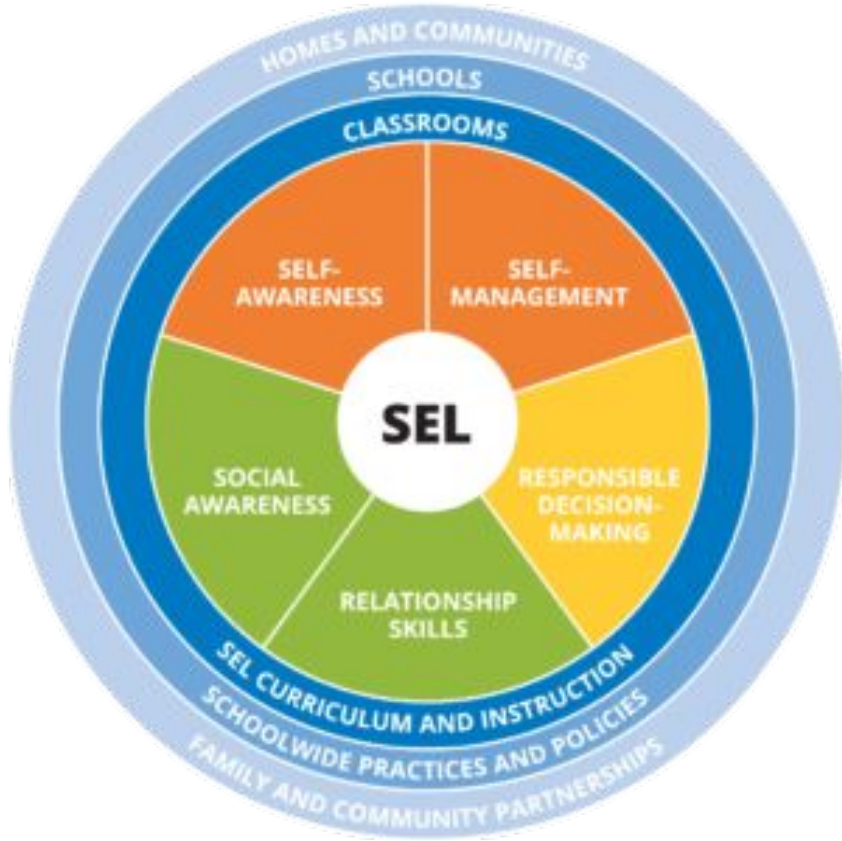 HOMES AND COMMUNITIES
SCHOOLS
CLASSROOMS
SELF-
AWARENESS
SELF-
MANAGEMENT
SEL
SOCIAL
AWARENESS
RESPONSIBLE
DECISION-
MAKING
RELATIONSHIP
SKILLS
SEL CURRICULUM AND INSTRUCTION
SCHOOLWIDE PRACTICES AND POLICIES
FAMILY AND COMMUNITY PARTNERSHIPS